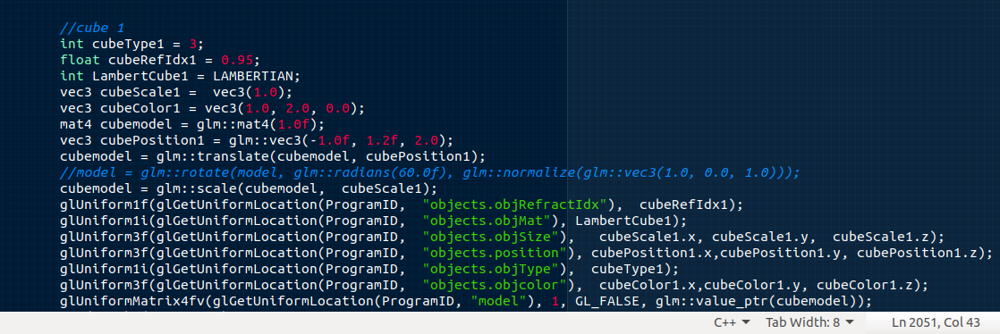 //cube 1
int cubeType1 = 3;
float cubeRefIdx1 = 0.95;
int LambertCube1 = LAMBERTIAN;
vec3 cubeScale1 =  vec3(1.0);
vec3 cubeColor1 = vec3(1.0, 2.0, 0.0);
mat4 cubemodel = glm::mat4(1.0f);
vec3 cubePosition1 = glm::vec3(-1.0f, 1.2f, 2.0);
cubemodel = glm::translate(cubemodel, cubePosition1);
//model = glm::rotate(model, glm::radians(60.0f), glm::normalize(glm::vec3(1.0, 0.0, 1.0)));
cubemodel = glm::scale(cubemodel,  cubeScale1);
glUniform1f(glGetUniformLocation(ProgramID,  "objects.objRefractIdx"),  cubeRefIdx1);
glUniform1i(glGetUniformLocation(ProgramID,  "objects.objMat"), LambertCube1);
glUniform3f(glGetUniformLocation(ProgramID,  "objects.objSize"),   cubeScale1.x, cubeScale1.y,  cubeScale1.z);
glUniform3f(glGetUniformLocation(ProgramID,  "objects.position"), cubePosition1.x,cubePosition1.y, cubePosition1.z);
glUniform1i(glGetUniformLocation(ProgramID,  "objects.objType"),  cubeType1);
glUniform3f(glGetUniformLocation(ProgramID,  "objects.objcolor"),  cubeColor1.x,cubeColor1.y, cubeColor1.z);
glUniformMatrix4fv(glGetUniformLocation(ProgramID, "model"), 1, GL_FALSE, glm::value_ptr(cubemodel));
C++ Tab Width: 8 Ln 2051, Col 43